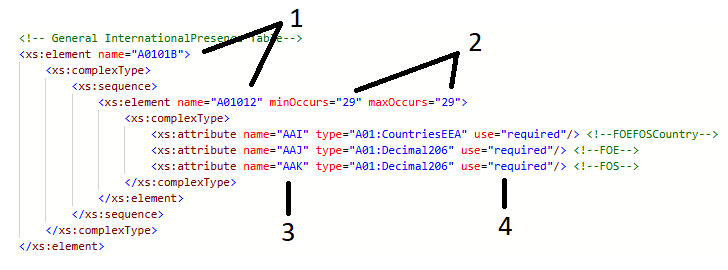 1
<!-- General InternationalPresence Table-->
2
<xs:element name="A0101B">
<xs:complexType>
<xs:sequence>
<xs:element name="A01012" minOccurs="29" maxOccurs="29">
<xs:complexType>
<xs:attribute name="AAI" type="A01:CountriesEEA" use="required"/> <!--FOEFOSCountry-->
<xs:attribute name="AAJ" type="A01:Decimal206" use="required"/> <!--FOE-->
<xs:attribute name="AAK" type="A01:Decimal206" use="required"/> <!--FOS-->
</xs:complexType>
</xs:element>
</xs:sequence>
3 4
</xs:complexType>
</xs:element>